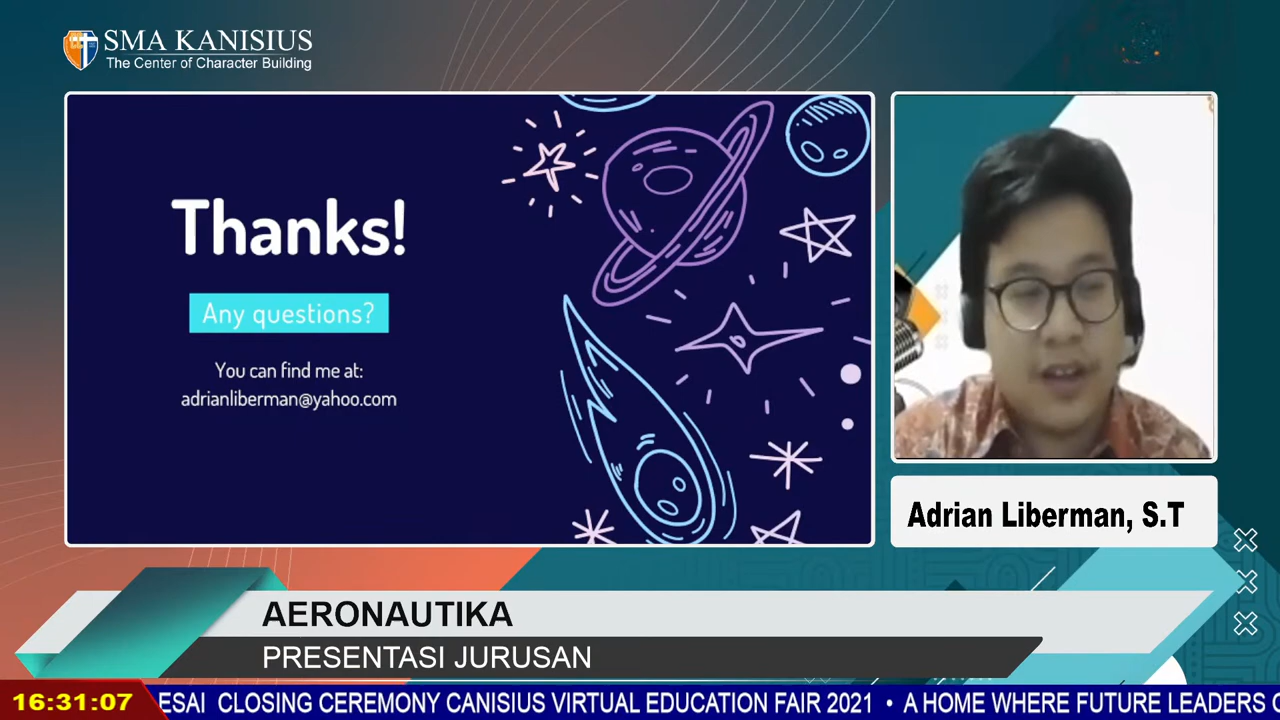 SMA KANISIUS
The Center of Character Building
Thanks!
Any questions?
You can find me at:
adrianliberman@yahoo.com
Adrian Liberman, S.T
AERONAUTIKA
PRESENTASI JURUSAN
16:31:07 ESAI CLOSING CEREMONY CANISIUS VIRTUAL EDUCATION FAIR 2021 • A HOME WHERE FUTURE LEADERS